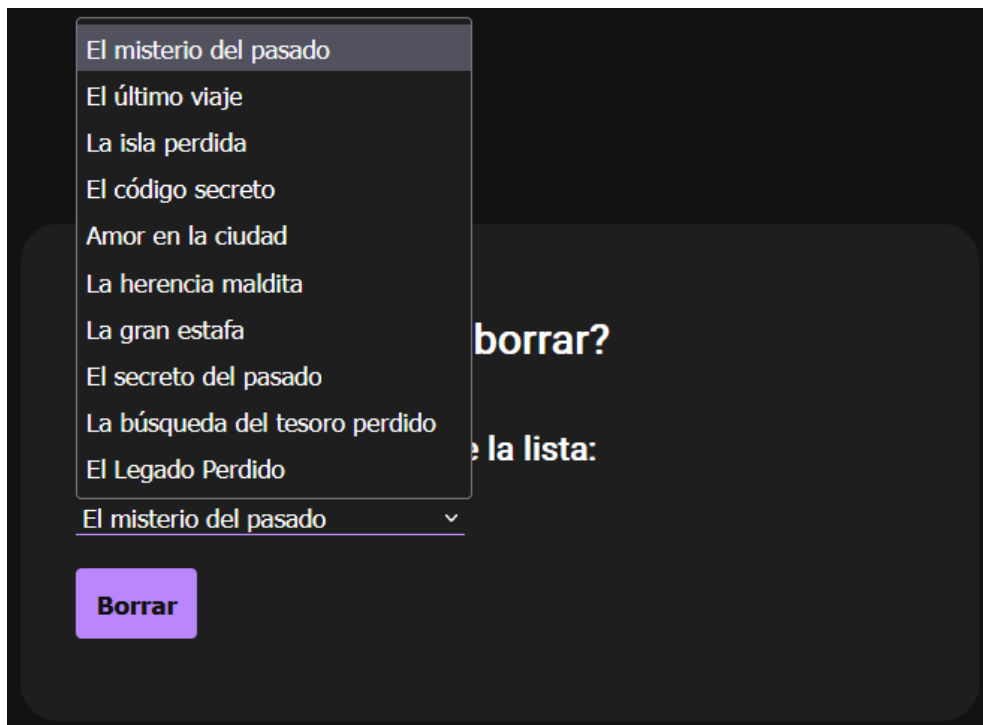 El misterio del pasado
El último viaje
La isla perdida
El código secreto
Amor en la ciudad
La herencia maldita
La gran estafa
El secreto del pasado
La búsqueda del tesoro perdido
El Legado Perdido
borrar?
la lista:
El misterio del pasado
Borrar